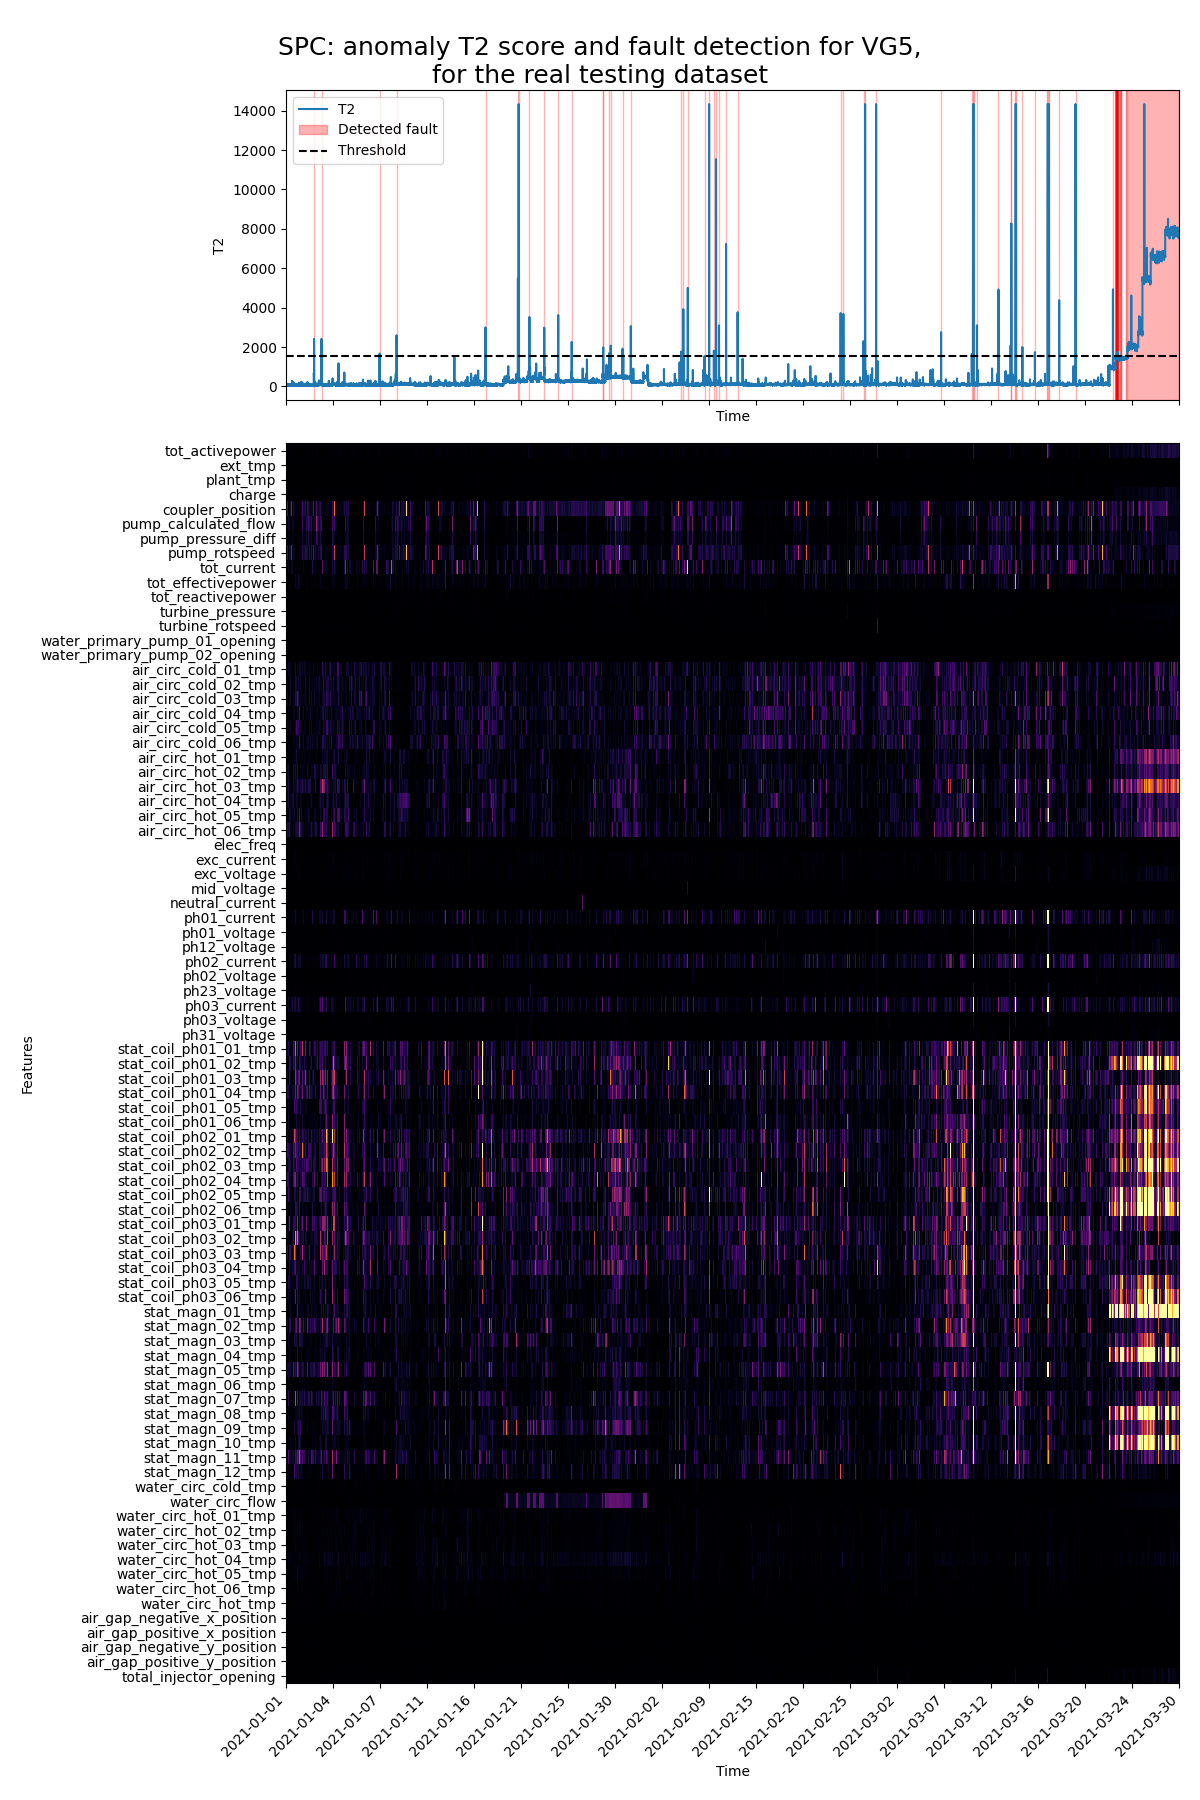 SPC: anomaly T2 score and fault detection for VG5,
for the real testing dataset
T2
Detected fault
Threshold
14000
12000
10000
8000
6000
4000
2000
0
T2
Time
tot_activepower
ext_tmp
plant_tmp
charge
coupler_position
pump_calculated_flow
pump_pressure_diff
pump_rotspeed
tot_current
tot_effectivepower
tot_reactivepower
turbine_pressure
turbine_rotspeed
water_primary_pump_01_opening
water_primary_pump_02_opening
air_circ_cold_01_tmp
air_circ_cold_02_tmp
air_circ_cold_03_tmp
air_circ_cold_04_tmp
air_circ_cold_05_tmp
air_circ_cold_06_tmp
air_circ_hot_01_tmp
air_circ_hot_02_tmp
air_circ_hot_03_tmp
air_circ_hot_04_tmp
air_circ_hot_05_tmp
air_circ_hot_06_tmp
elec_freq
exc_current
exc_voltage
mid_voltage
neutral_current
ph01_current
ph01_voltage
ph12_voltage
ph02_current
ph02_voltage
ph23_voltage
ph03_current
ph03_voltage
ph31_voltage
stat_coil_ph01_01_tmp
stat_coil_ph01_02_tmp
stat_coil_ph01_03_tmp
stat_coil_ph01_04_tmp
stat_coil_ph01_05_tmp
stat_coil_ph01_06_tmp
stat_coil_ph02_01_tmp
stat_coil_ph02_02_tmp
stat_coil_ph02_03_tmp
stat_coil_ph02_04_tmp
stat_coil_ph02_05_tmp
stat_coil_ph02_06_tmp
stat_coil_ph03_01_tmp
stat_coil_ph03_02_tmp
stat_coil_ph03_03_tmp
stat_coil_ph03_04_tmp
stat_coil_ph03_05_tmp
stat_coil_ph03_06_tmp
stat_magn_01_tmp
stat_magn_02_tmp
stat_magn_03_tmp
stat_magn_04_tmp
stat_magn_05_tmp
stat_magn_06_tmp
stat_magn_07_tmp
stat_magn_08_tmp
stat_magn_09_tmp
stat_magn_10_tmp
stat_magn_11_tmp
stat_magn_12_tmp
water_circ_cold_tmp
water_circ_flow
water_circ_hot_01_tmp
water_circ_hot_02_tmp
water_circ_hot_03_tmp
water_circ_hot_04_tmp
water_circ_hot_05_tmp
water_circ_hot_06_tmp
water_circ_hot_tmp
air_gap_negative_x_position
air_gap_positive_x_position
air_gap_negative_y_position
air_gap_positive_y_position
total_injector_opening
Features
2021-01-01
2021-01-04
2021-01-07
2021-01-11
2021-01-16
2021-01-21
2021-01-25
2021-01-30
2021-02-02
2021-02-09
2021-02-15
2021-02-20
2021-02-25
2021-03-02
2021-03-07
2021-03-12
2021-03-16
2021-03-20
2021-03-24
2021-03-30
Time